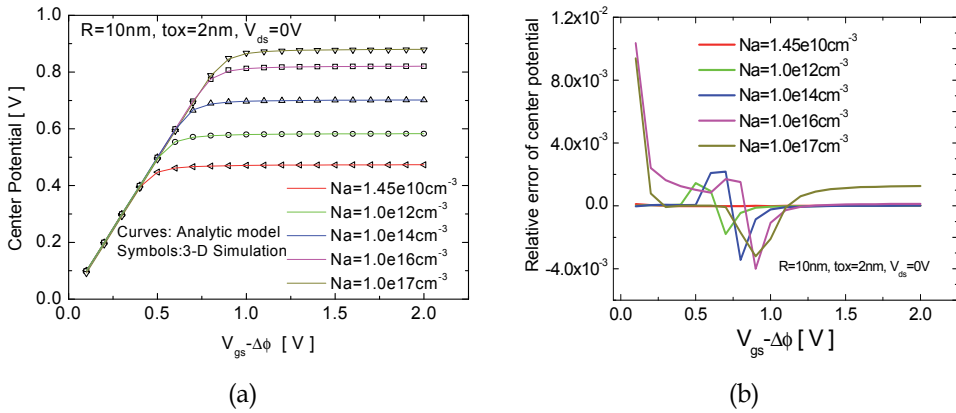 R=10nm, tox=2nm, V_ds=0V
Center Potential [ V ]
1.0
0.8
0.6
0.4
0.2
0.0
Curves: Analytic model
Symbols:3-D Simulation
Na=1.45e10cm^-3
Na=1.0e12cm^-3
Na=1.0e14cm^-3
Na=1.0e16cm^-3
Na=1.0e17cm^-3
0.0 0.5 1.0 1.5 2.0
V_gs-Δϕ [ V ]
(a)
Relative error of center potential
1.2x10^-2
8.0x10^-3
4.0x10^-3
0.0
-4.0x10^-3
Na=1.45e10cm^-3
Na=1.0e12cm^-3
Na=1.0e14cm^-3
Na=1.0e16cm^-3
Na=1.0e17cm^-3
R=10nm, tox=2nm, V_ds=0V
0.0 0.5 1.0 1.5 2.0
V_gs-Δϕ [ V ]
(b)